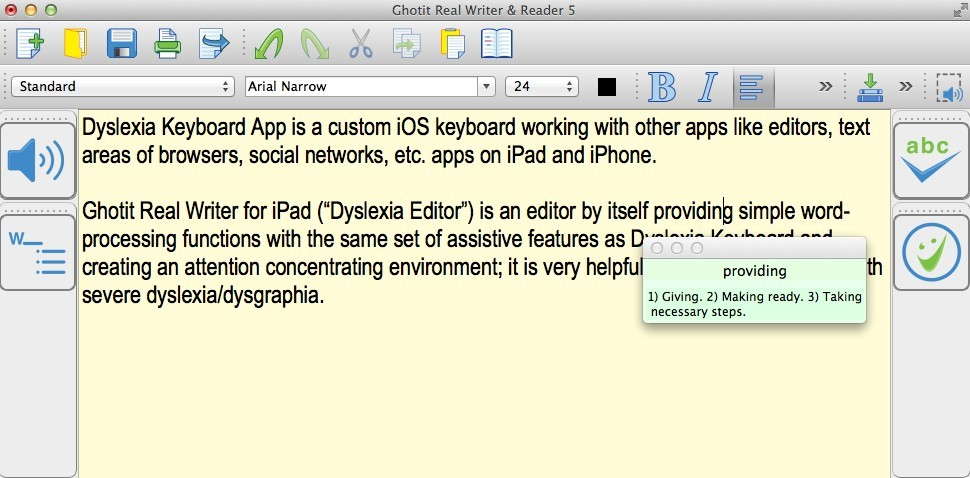 Ghotit Real Writer & Reader 5
Standard
Arial Narrow
24
B I
abc
W
Dyslexia Keyboard App is a custom iOS keyboard working with other apps like editors, text
areas of browsers, social networks, etc. apps on iPad and iPhone.
Ghotit Real Writer for iPad (“Dyslexia Editor”) is an editor by itself providing simple word-
processing functions with the same set of assistive features as Dyslexia Keyboard and
creating an attention concentrating environment; it is very helpful th
severe dyslexia/dysgraphia.
providing
1) Giving. 2) Making ready. 3) Taking
necessary steps.